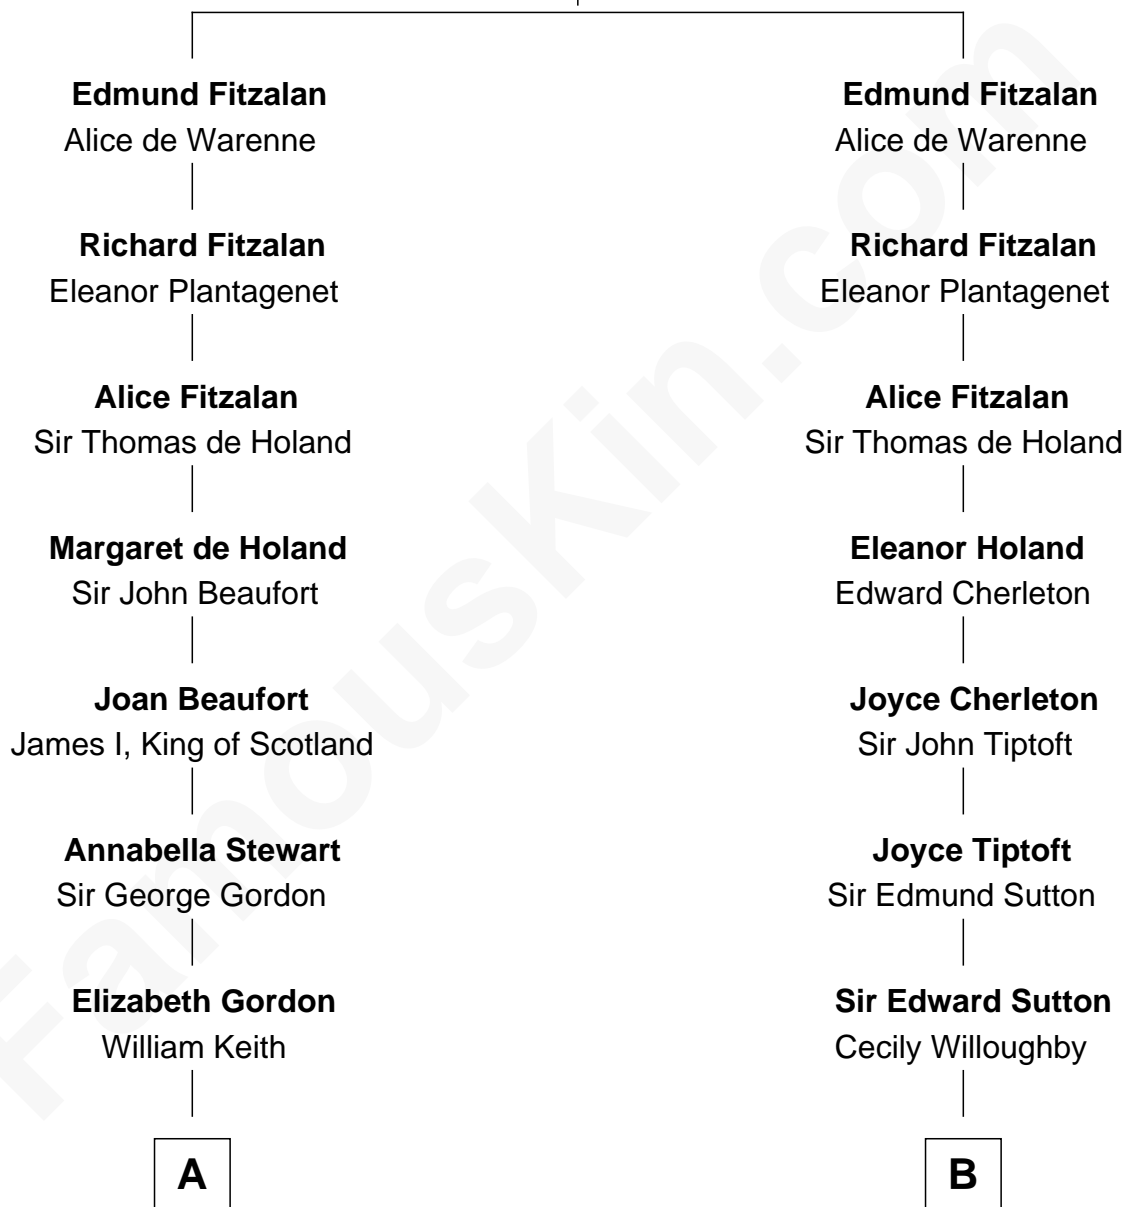 Edmund Fitzalan
Alice de Warenne
Richard Fitzalan
Eleanor Plantagenet
Alice Fitzalan
Sir Thomas de Holand
Margaret de Holand
Sir John Beaufort
Joan Beaufort
James I, King of Scotland
Annabella Stewart
Sir George Gordon
Elizabeth Gordon
William Keith
A
Edmund Fitzalan
Alice de Warenne
Richard Fitzalan
Eleanor Plantagenet
Alice Fitzalan
Sir Thomas de Holand
Eleanor Holand
Edward Cherleton
Joyce Cherleton
Sir John Tiptoft
Joyce Tiptoft
Sir Edmund Sutton
Sir Edward Sutton
Cecily Willoughby
B
FamousKin.com